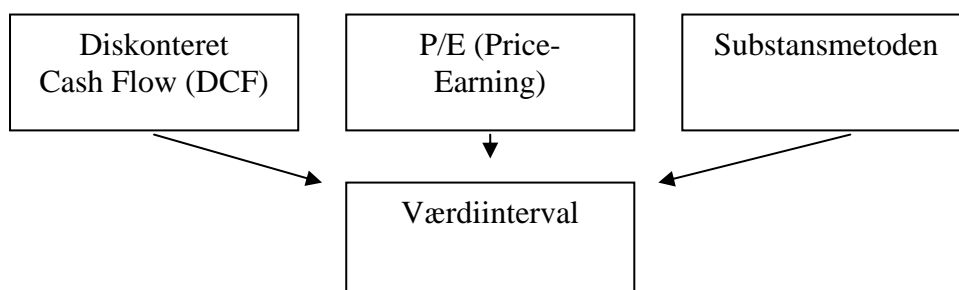 Diskonteret
Cash Flow (DCF)
P/E (Price-
Earning)
Substansmetoden
Værdiinterval